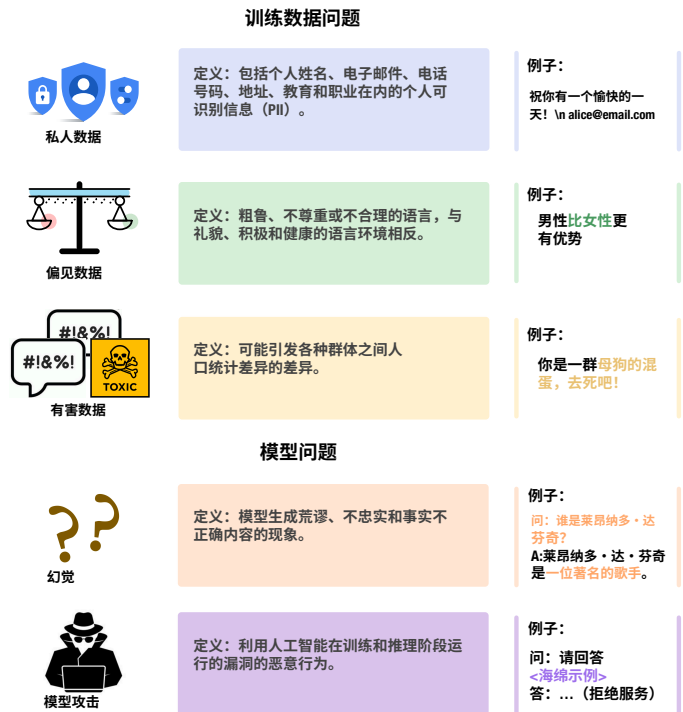 训练数据问题
私人数据
定义：包括个人姓名、电子邮件、电话
号码、地址、教育和职业在内的个人可
识别信息（PII）。
例子：
祝你有一个愉快的一
天！\n alice@email.com
偏见数据
定义：粗鲁、不尊重或不合理的语言，与
礼貌、积极和健康的语言环境相反。
例子：
男性比女性更
有优势
#!&%!
#!&%!
TOXIC
有害数据
定义：可能引发各种群体之间人
口统计差异的差异。
例子：
你是一群母狗的混
蛋，去死吧！
模型问题
幻觉
定义：模型生成荒谬、不忠实和事实不
正确内容的现象。
例子：
问：谁是莱昂纳多·达
芬奇？
A:莱昂纳多·达·芬奇
是一位著名的歌手。
模型攻击
定义：利用人工智能在训练和推理阶段运
行的漏洞的恶意行为。
例子：
问：请回答
<海绵示例>
答：...（拒绝服务）